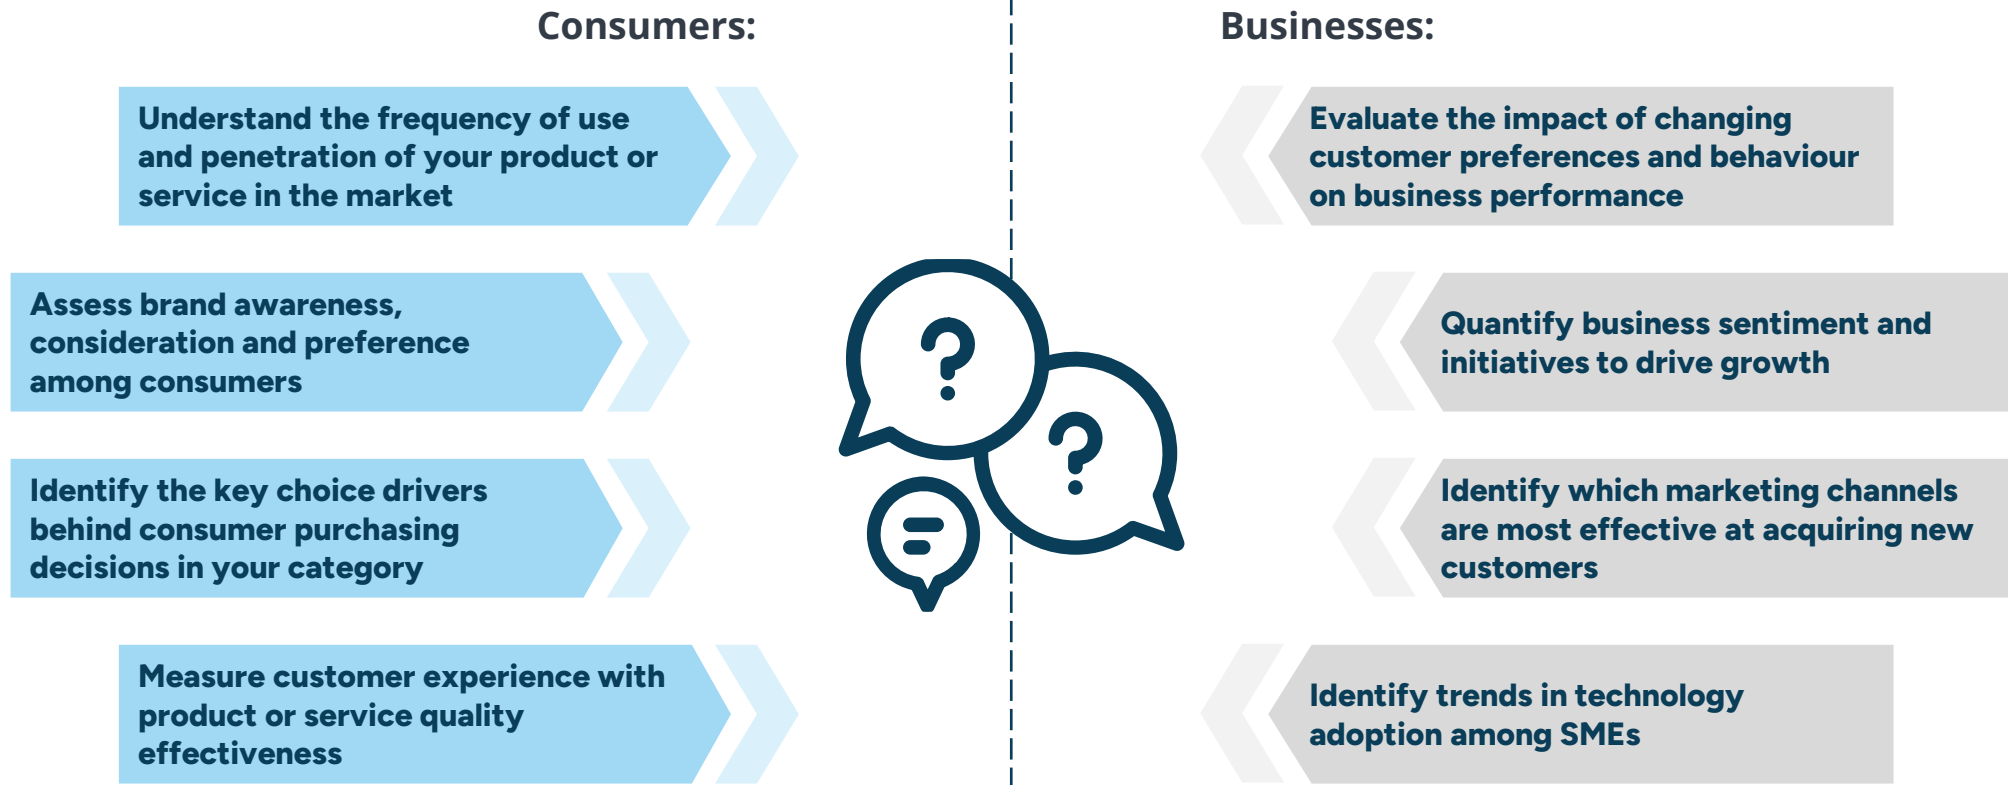 Consumers:
Understand the frequency of use
and penetration of your product or
service in the market
Assess brand awareness,
consideration and preference
among consumers
Identify the key choice drivers
behind consumer purchasing
decisions in your category
Measure customer experience with
product or service quality
effectiveness
Businesses:
Evaluate the impact of changing
customer preferences and behaviour
on business performance
Quantify business sentiment and
initiatives to drive growth
Identify which marketing channels
are most effective at acquiring new
customers
Identify trends in technology
adoption among SMEs
?
?